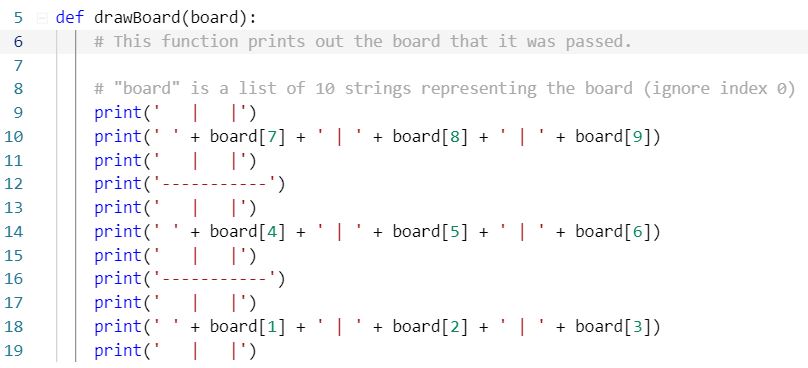 5 def drawBoard(board):
6     # This function prints out the board that it was passed.
7
8     # "board" is a list of 10 strings representing the board (ignore index 0)
9     print('   |   |')
10     print(' ' + board[7] + ' | ' + board[8] + ' | ' + board[9])
11     print('   |   |')
12     print('-----------')
13     print('   |   |')
14     print(' ' + board[4] + ' | ' + board[5] + ' | ' + board[6])
15     print('   |   |')
16     print('-----------')
17     print('   |   |')
18     print(' ' + board[1] + ' | ' + board[2] + ' | ' + board[3])
19     print('   |   |')